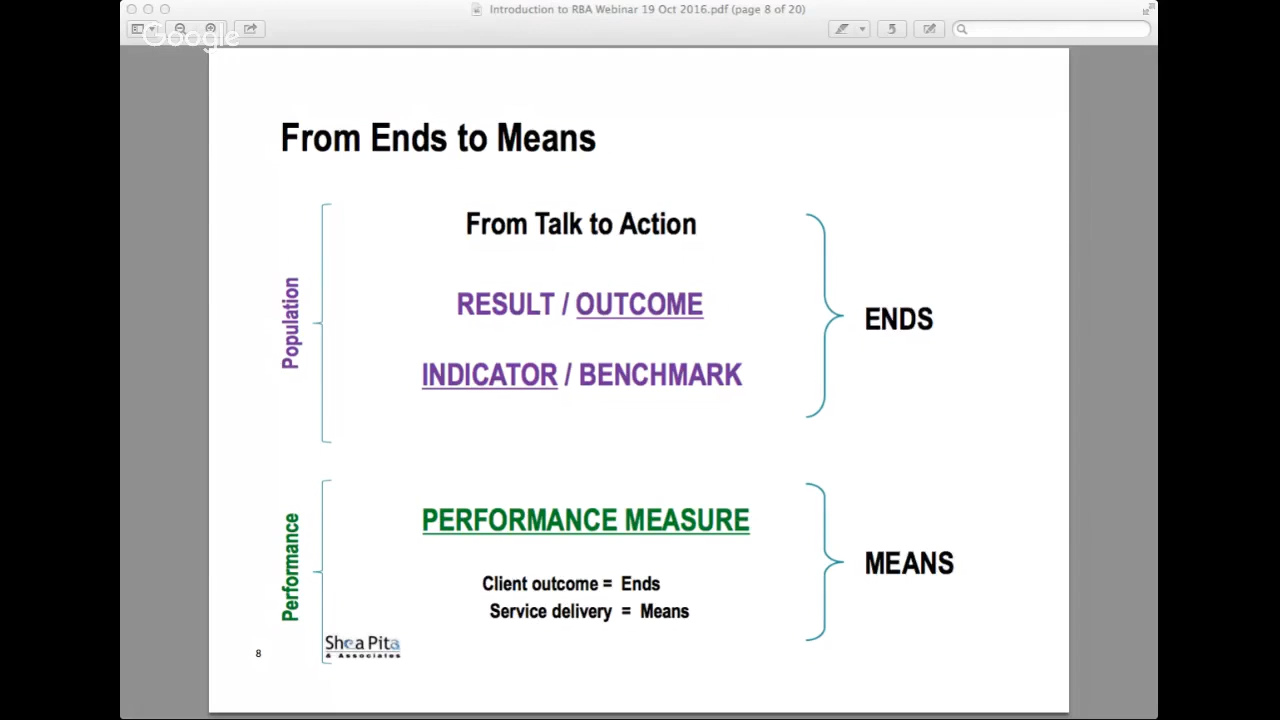 Introduction to RBA Webinar 19 Oct 2016.pdf (page 8 of 20)
Google
From Ends to Means
From Talk to Action
RESULT / OUTCOME
INDICATOR / BENCHMARK
Population
ENDS
PERFORMANCE MEASURE
Client outcome = Ends
Service delivery = Means
Performance
MEANS
Shea Pita
& Associates
8